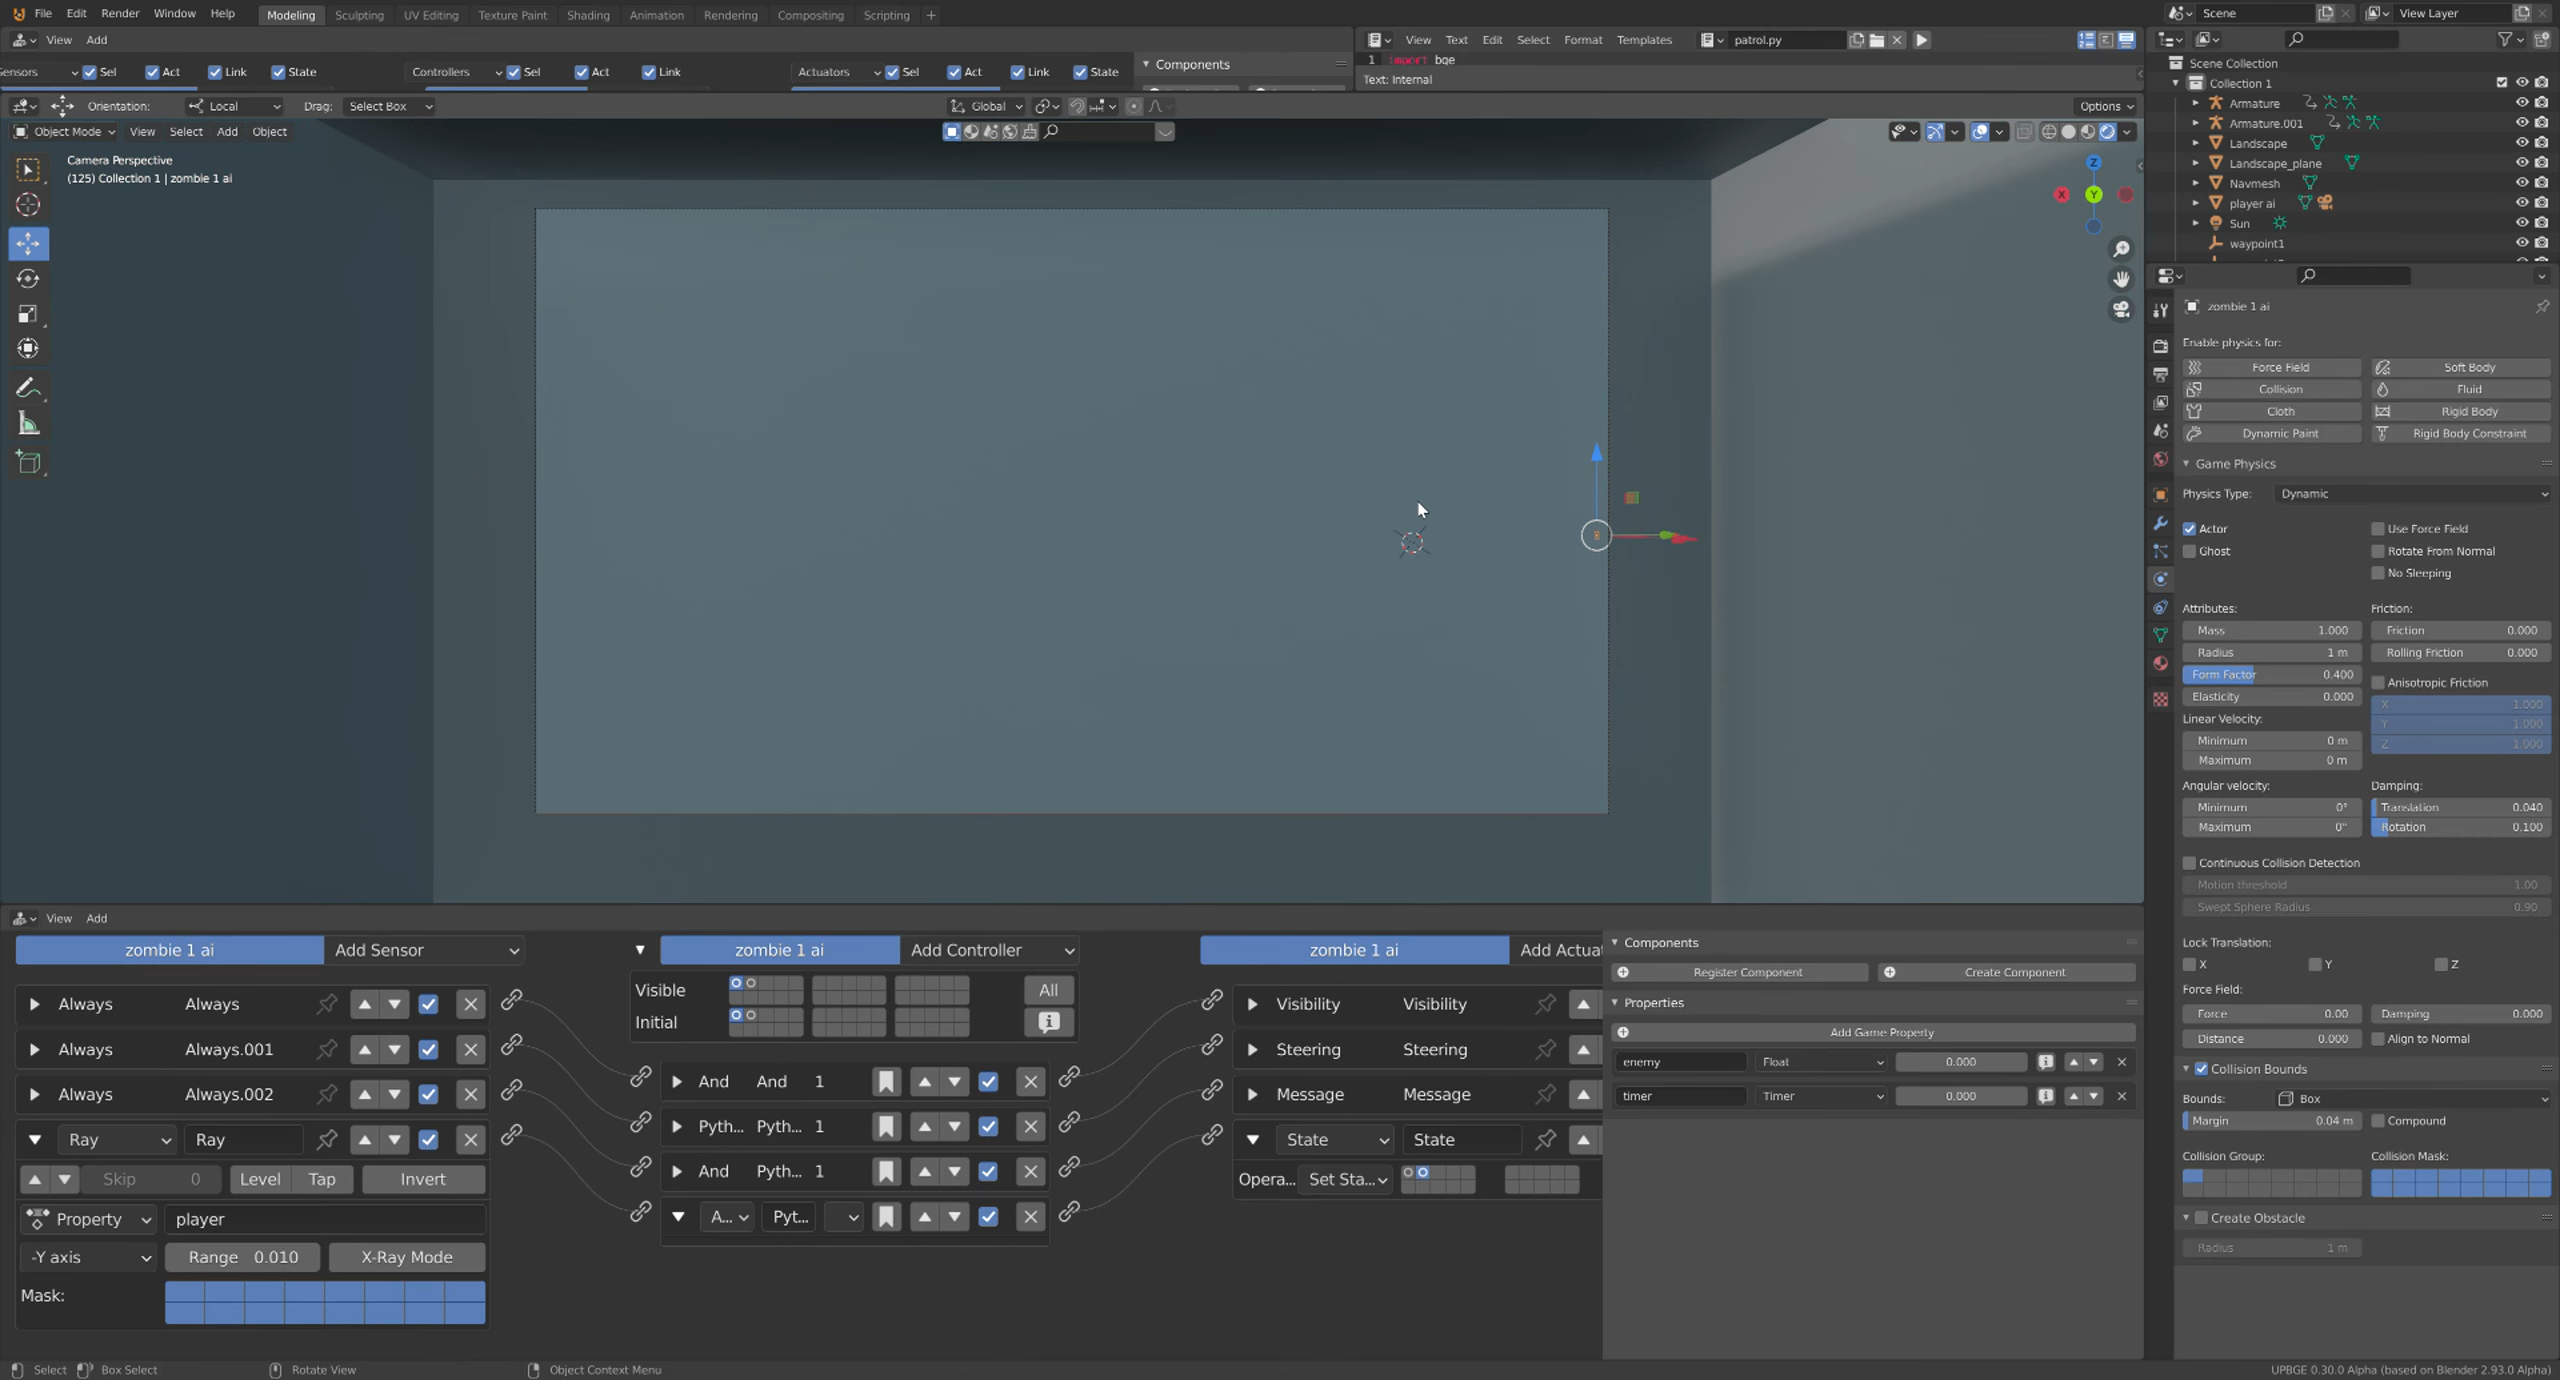 File Edit Render Window Help Modeling Sculpting UV Editing Texture Paint Shading Animation Rendering Compositing Scripting + Scene View Layer
View Add
View Text Edit Select Format Templates patrol.py
ensors Sel Act Link State Controllers Sel Act Link Actuators Sel Act Link State Components
1 import bge
Text: Internal
Orientation: Local Drag: Select Box Global Options
Object Mode View Select Add Object
Camera Perspective
(125) Collection 1 | zombie 1 ai
Z
X Y
Scene Collection
Collection 1
Armature
Armature.001
Landscape
Landscape_plane
Navmesh
player ai
Sun
waypoint1
zombie 1 ai
Enable physics for:
Force Field Soft Body
Collision Fluid
Cloth Rigid Body
Dynamic Paint Rigid Body Constraint
Game Physics
Physics Type: Dynamic
Actor Use Force Field
Ghost Rotate From Normal
No Sleeping
Attributes: Friction:
Mass 1.000 Friction 0.000
Radius 1 m Rolling Friction 0.000
Form Factor 0.400 Anisotropic Friction
Elasticity 0.000 X 1.000
Linear Velocity: Y 1.000
Minimum 0 m Z 1.000
Maximum 0 m
Angular velocity: Damping:
Minimum 0° Translation 0.040
Maximum 0° Rotation 0.100
Continuous Collision Detection
Motion threshold 1.00
Swept Sphere Radius 0.90
Lock Translation:
X Y Z
Force Field:
Force 0.00 Damping 0.000
Distance 0.000 Align to Normal
Collision Bounds
Bounds: Box
Margin 0.04 m Compound
Collision Group: Collision Mask:
Create Obstacle
Radius 1 m
View Add
zombie 1 ai Add Sensor
Always Always
Always Always.001
Always Always.002
Ray Ray
Skip 0 Level Tap Invert
Property player
-Y axis Range 0.010 X-Ray Mode
Mask:
zombie 1 ai Add Controller
Visible All
Initial
And And 1
Pyth... Pyth... 1
And Pyth... 1
A... Pyt...
zombie 1 ai Add Actuat
Visibility Visibility
Steering Steering
Message Message
State State
Opera... Set Sta...
Components
Register Component Create Component
Properties
Add Game Property
enemy Float 0.000
timer Timer 0.000
Select Box Select Rotate View Object Context Menu UPBGE 0.30.0 Alpha (based on Blender 2.93.0 Alpha)